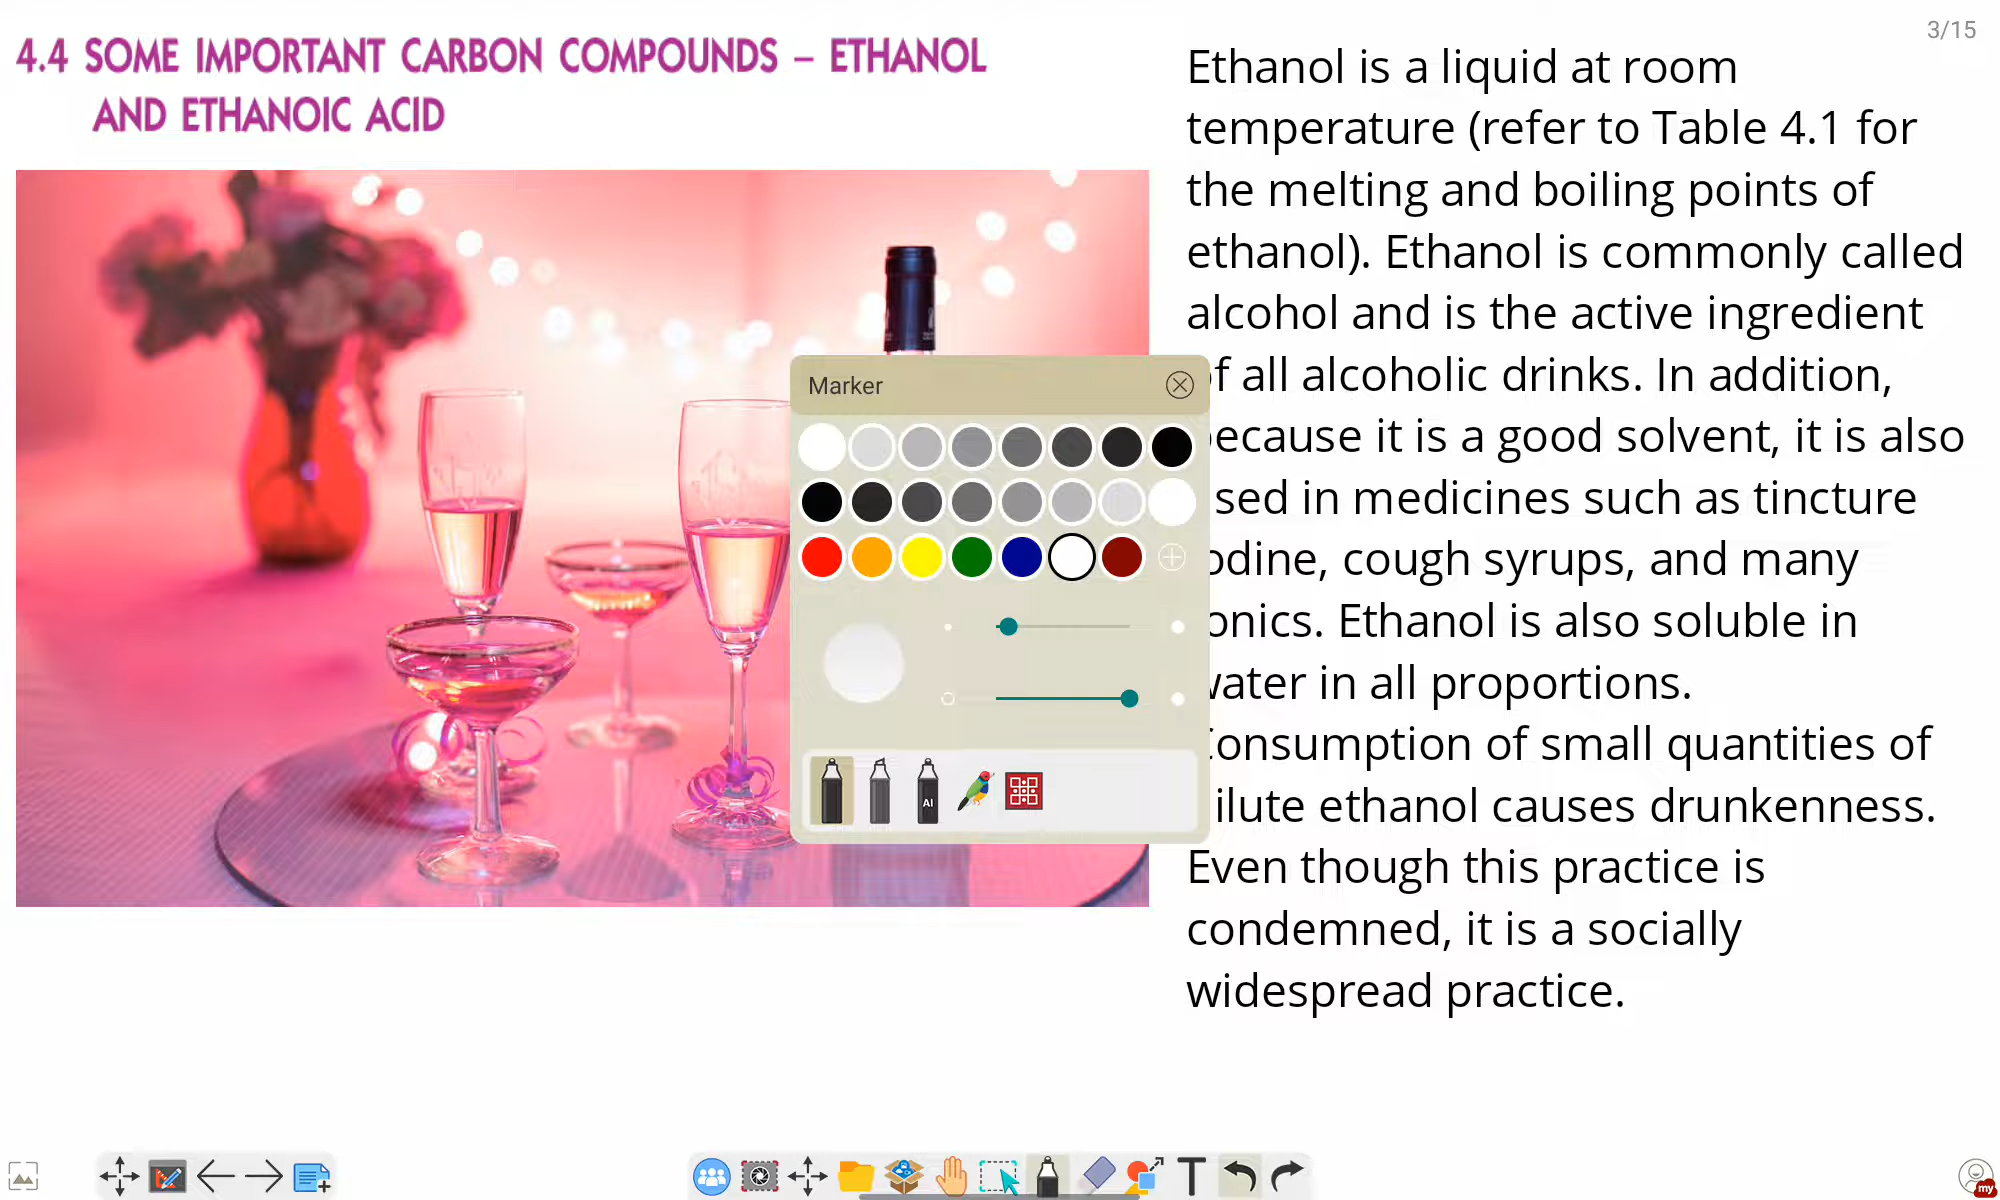 3/15
4.4 SOME IMPORTANT CARBON COMPOUNDS – ETHANOL
AND ETHANOIC ACID
Ethanol is a liquid at room
temperature (refer to Table 4.1 for
the melting and boiling points of
ethanol). Ethanol is commonly called
alcohol and is the active ingredient
of all alcoholic drinks. In addition,
because it is a good solvent, it is also
sed in medicines such as tincture
odine, cough syrups, and many
onics. Ethanol is also soluble in
water in all proportions.
Consumption of small quantities of
ilute ethanol causes drunkenness.
Even though this practice is
condemned, it is a socially
widespread practice.
Marker
AI
T
my